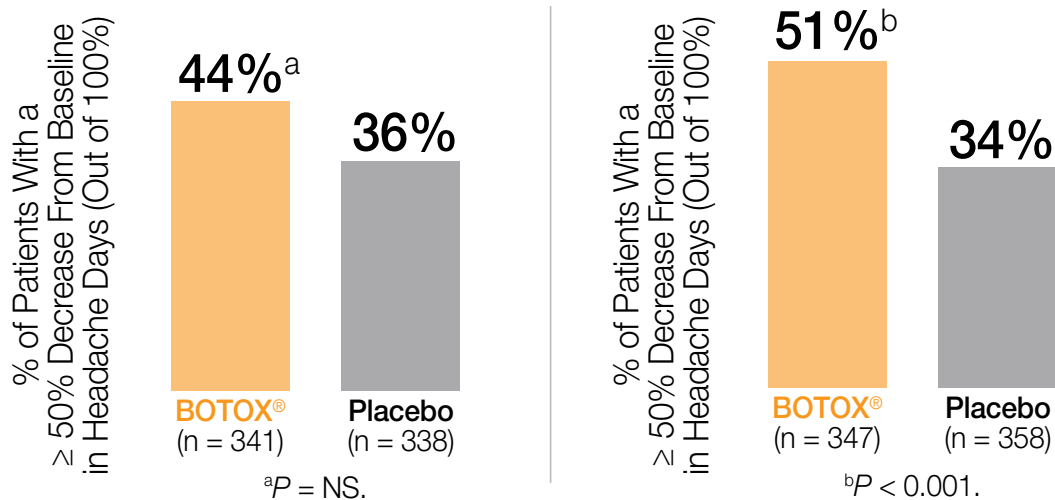 % of Patients With a
≥ 50% Decrease From Baseline
in Headache Days (Out of 100%)
44%ᵃ
36%
BOTOX®
(n = 341)
Placebo
(n = 338)
ᵃP = NS.
% of Patients With a
≥ 50% Decrease From Baseline
in Headache Days (Out of 100%)
51%ᵇ
34%
BOTOX®
(n = 347)
Placebo
(n = 358)
ᵇP < 0.001.